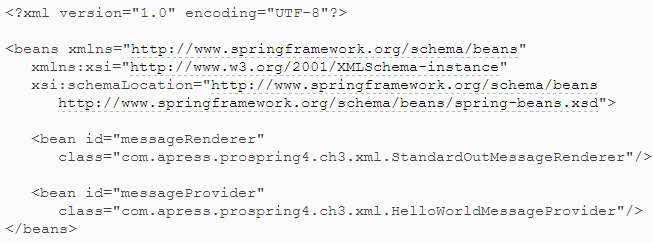 <?xml version="1.0" encoding="UTF-8"?>
<beans xmlns="http://www.springframework.org/schema/beans"
xmlns:xsi="http://www.w3.org/2001/XMLSchema-instance"
xsi:schemaLocation="http://www.springframework.org/schema/beans
http://www.springframework.org/schema/beans/spring-beans.xsd">
<bean id="messageRenderer"
class="com.apress.prospring4.ch3.xml.StandardOutMessageRenderer"/>
<bean id="messageProvider"
class="com.apress.prospring4.ch3.xml.HelloWorldMessageProvider"/>
</beans>